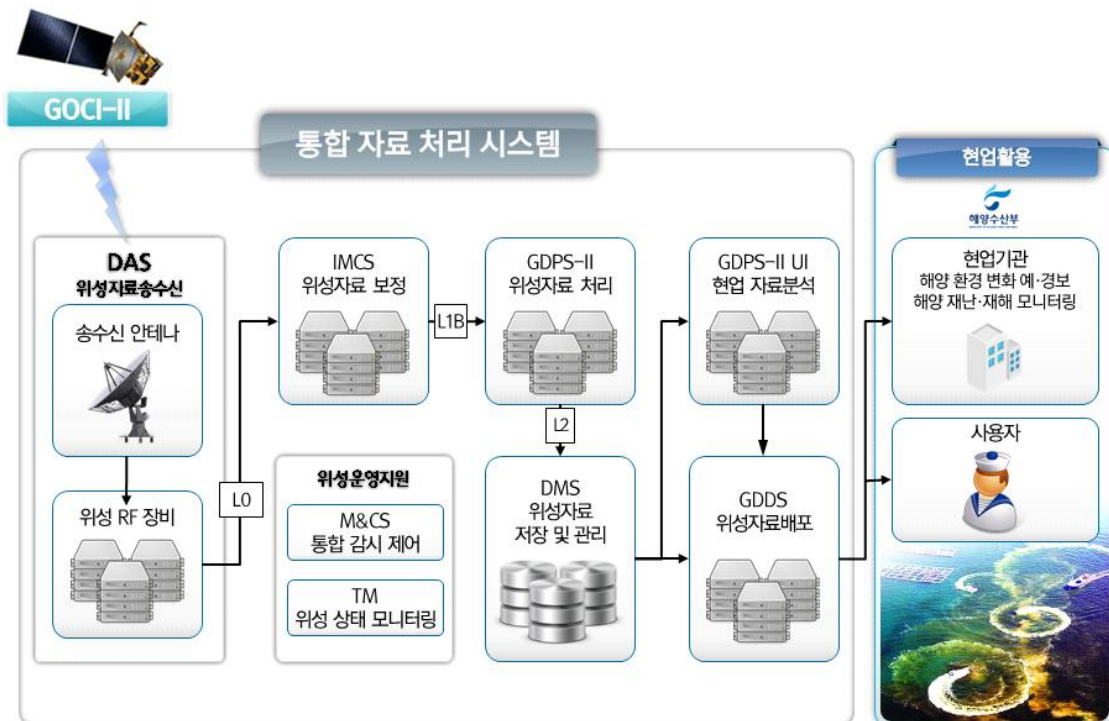 GOCI-II
통합 자료 처리 시스템
DAS
위성자료송수신
송수신 안테나
위성 RF 장비
L0
IMCS
위성자료 보정
L1B
GDPS-II
위성자료 처리
L2
GDPS-II UI
현업 자료분석
위성운영지원
M&CS
통합 감시 제어
TM
위성 상태 모니터링
DMS
위성자료
저장 및 관리
GDDS
위성자료배포
현업활용
해양수산부
현업기관
해양 환경 변화 예·경보
해양 재난·재해 모니터링
사용자